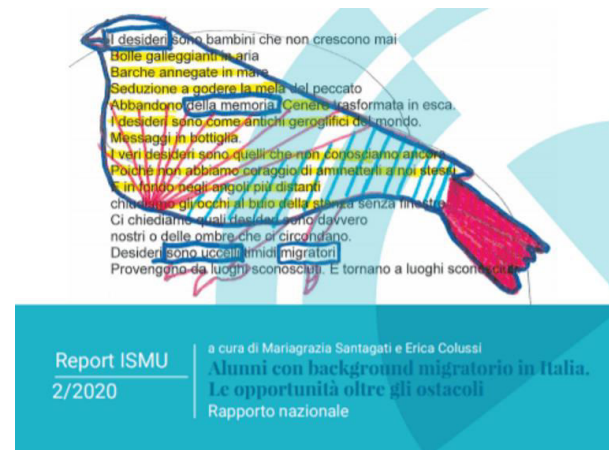 I desideri sono bambini che non crescono mai
Bolle galleggianti in aria
Barche annegate in mare
Seduzione a godere la mela del peccato
Abbandono della memoria. Cenere trasformata in esca.
I desideri sono come antichi geroglifici del mondo.
Messaggi in bottiglia.
I veri desideri sono quelli che non conosciamo ancora
Poichè non abbiamo coraggio di ammetterli a noi stessi
E in fondo negli angoli più distanti
chiudiamo gli occhi al brio della stanza senza finestre
Ci chiediamo quali desideri sono davvero
nostri o delle ombre che ci circondano.
Desideri sono uccelli timidi migratori
Provengono da luoghi sconosciuti. E tornano a luoghi sconosciuti
Report ISMU
2/2020
a cura di Mariagrazia Santagati e Erica Colussi
Alunni con background migratorio in Italia.
Le opportunità oltre gli ostacoli
Rapporto nazionale